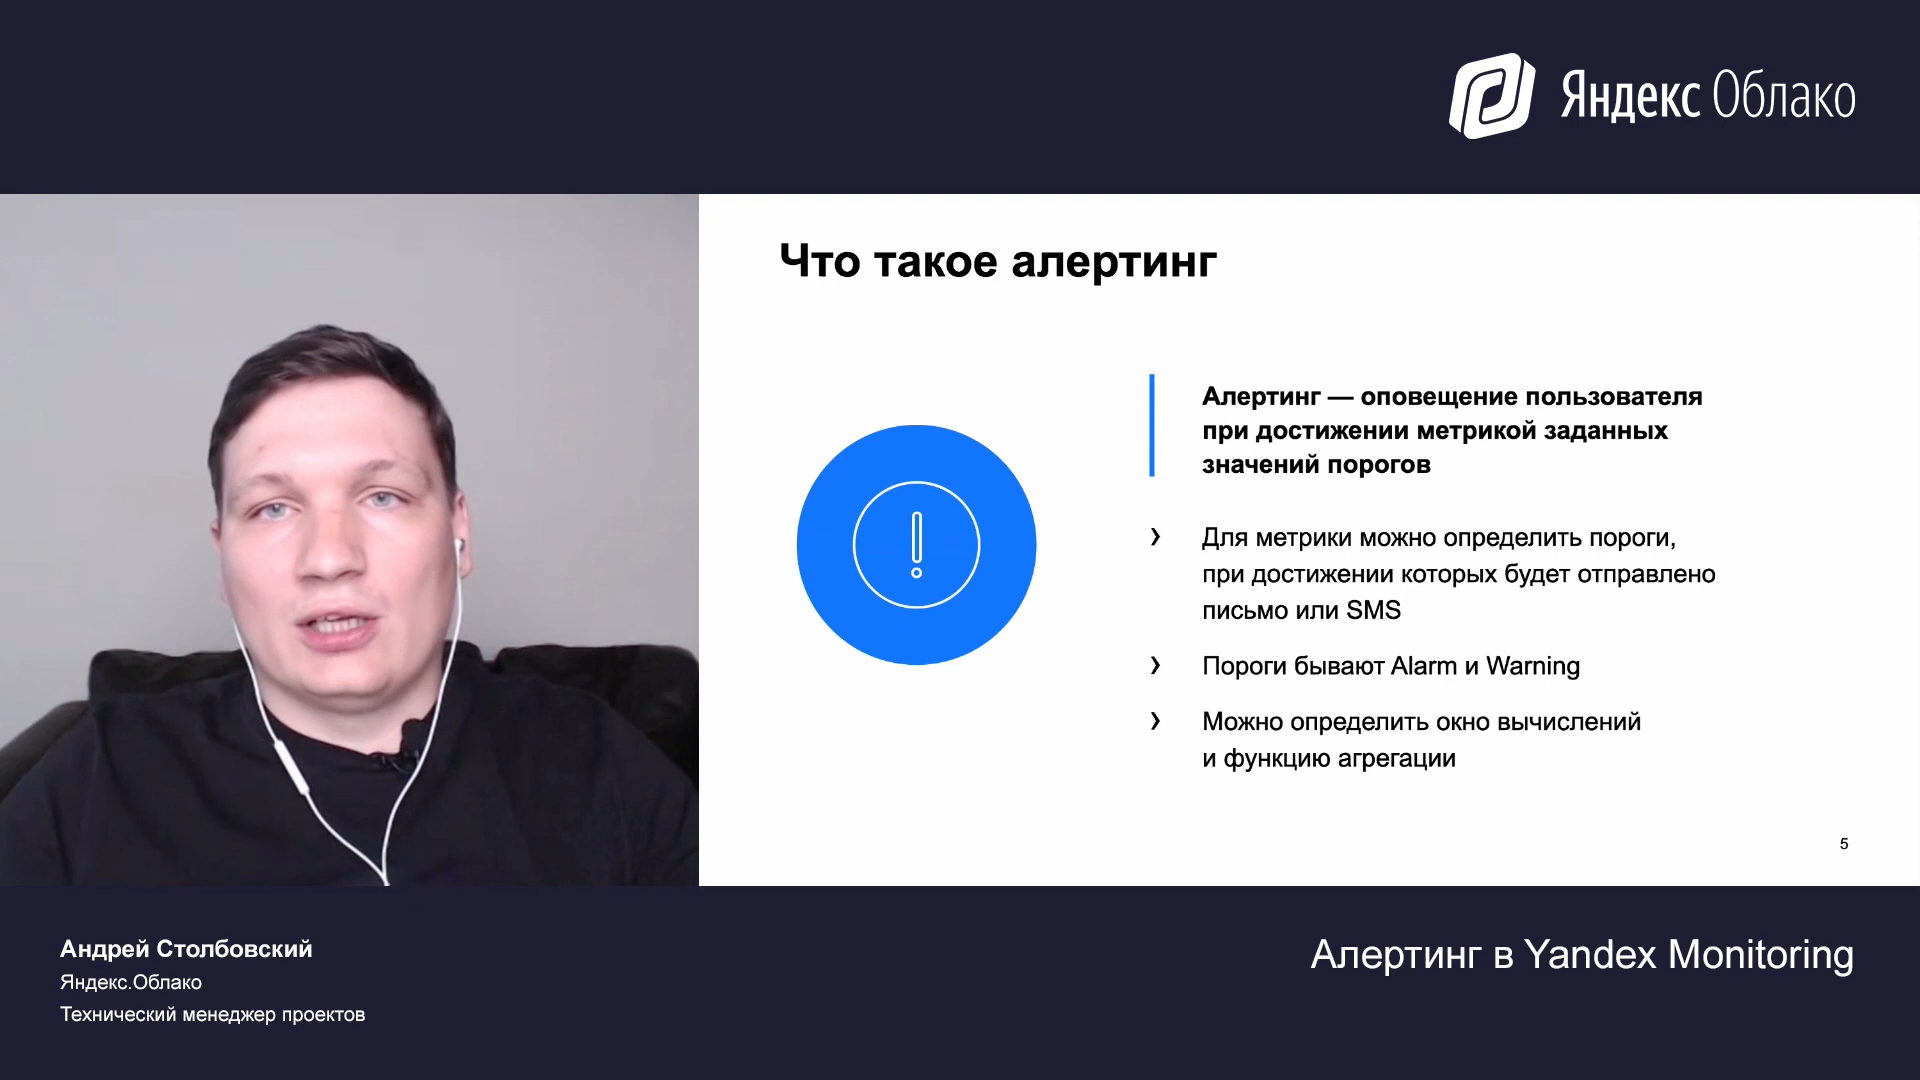 Яндекс Облако
Что такое алертинг
Алертинг — оповещение пользователя
при достижении метрикой заданных
значений порогов
Для метрики можно определить пороги,
при достижении которых будет отправлено
письмо или SMS
Пороги бывают Alarm и Warning
Можно определить окно вычислений
и функцию агрегации
5
Андрей Столбовский
Яндекс.Облако
Технический менеджер проектов
Алертинг в Yandex Monitoring